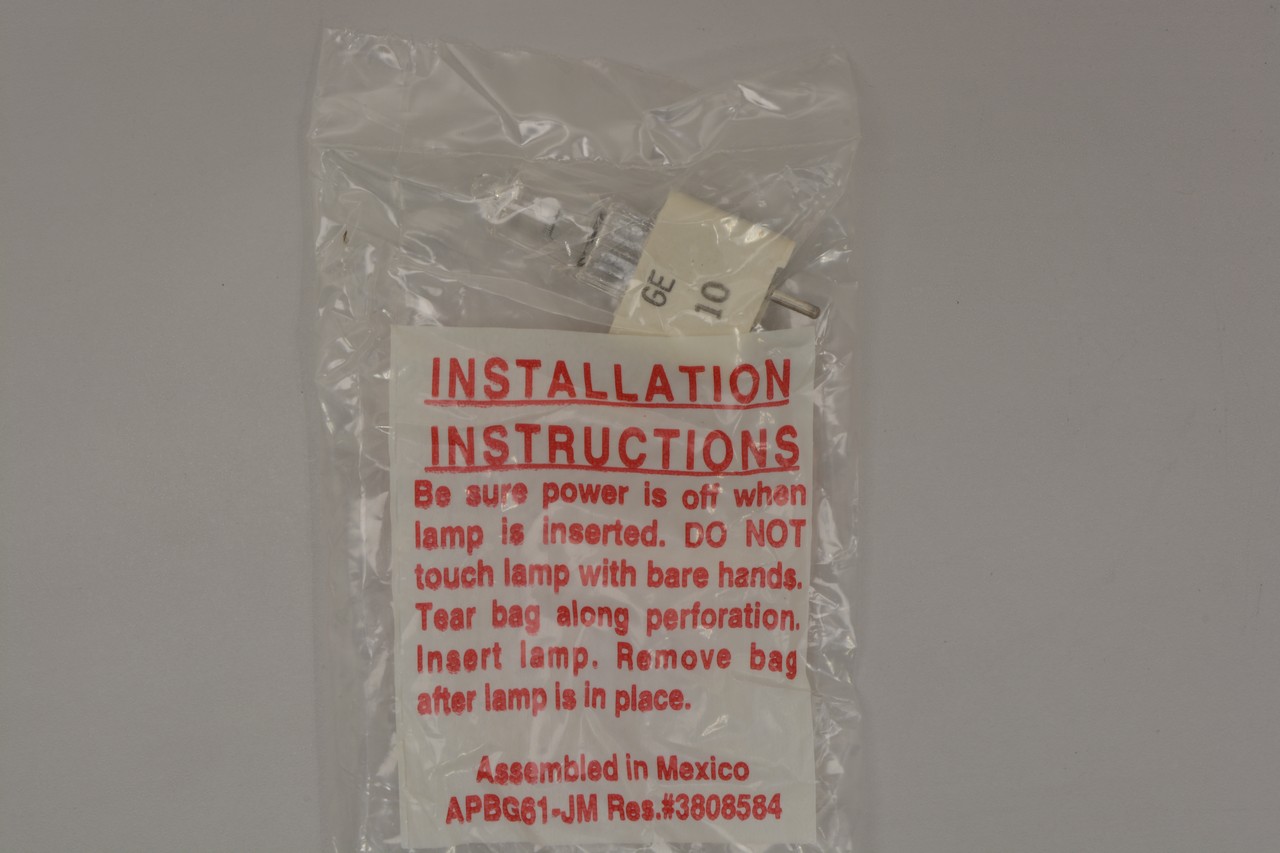 GE
10
INSTALLATION
INSTRUCTIONS
Be sure power is off when
lamp is inserted. DO NOT
touch lamp with bare hands.
Tear bag along perforation.
Insert lamp. Remove bag
after lamp is in place.
Assembled in Mexico
APBG61-JM Res.#3808584